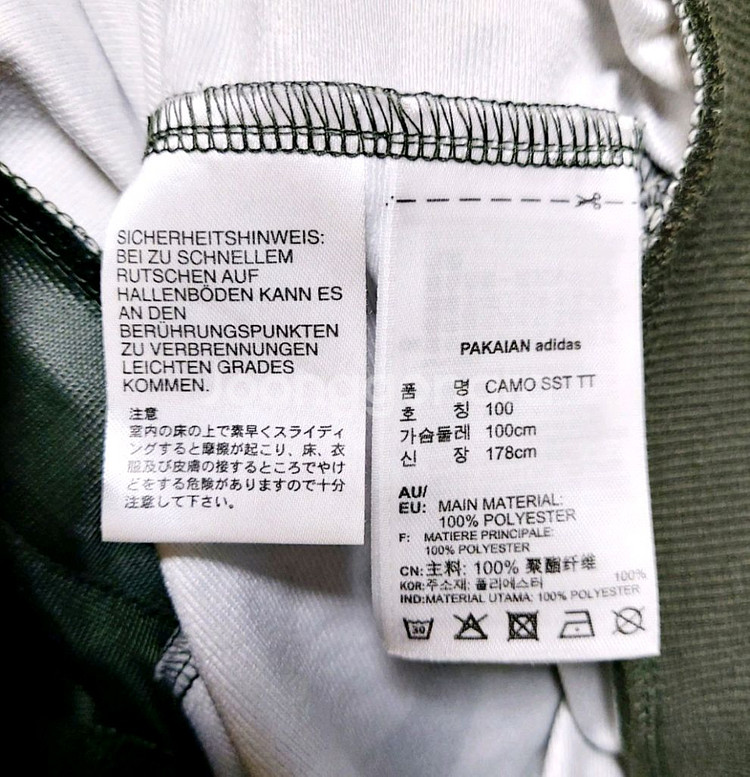 SICHERHEITSHINWEIS:
BEI ZU SCHNELLEM
RUTSCHEN AUF
HALLENBÖDEN KANN ES
AN DEN
BERÜHRUNGSPUNKTEN
ZU VERBRENNUNGEN
LEICHTEN GRADES
KOMMEN.
注意
室内の床の上で素早くスライディ
ングすると摩擦が起こり、床、衣
服及び皮膚の接するところでやけ
どをする危険がありますので十分
注意して下さい。
PAKAIAN adidas
품 명 CAMO SST TT
호 칭 100
가슴둘레 100cm
신 장 178cm
AU/
EU: MAIN MATERIAL:
100% POLYESTER
F: MATIERE PRINCIPALE:
100% POLYESTER
CN:主料: 100% 聚酯纤维
KOR:주소재: 폴리에스터 100%
IND:MATERIAL UTAMA: 100% POLYESTER
30